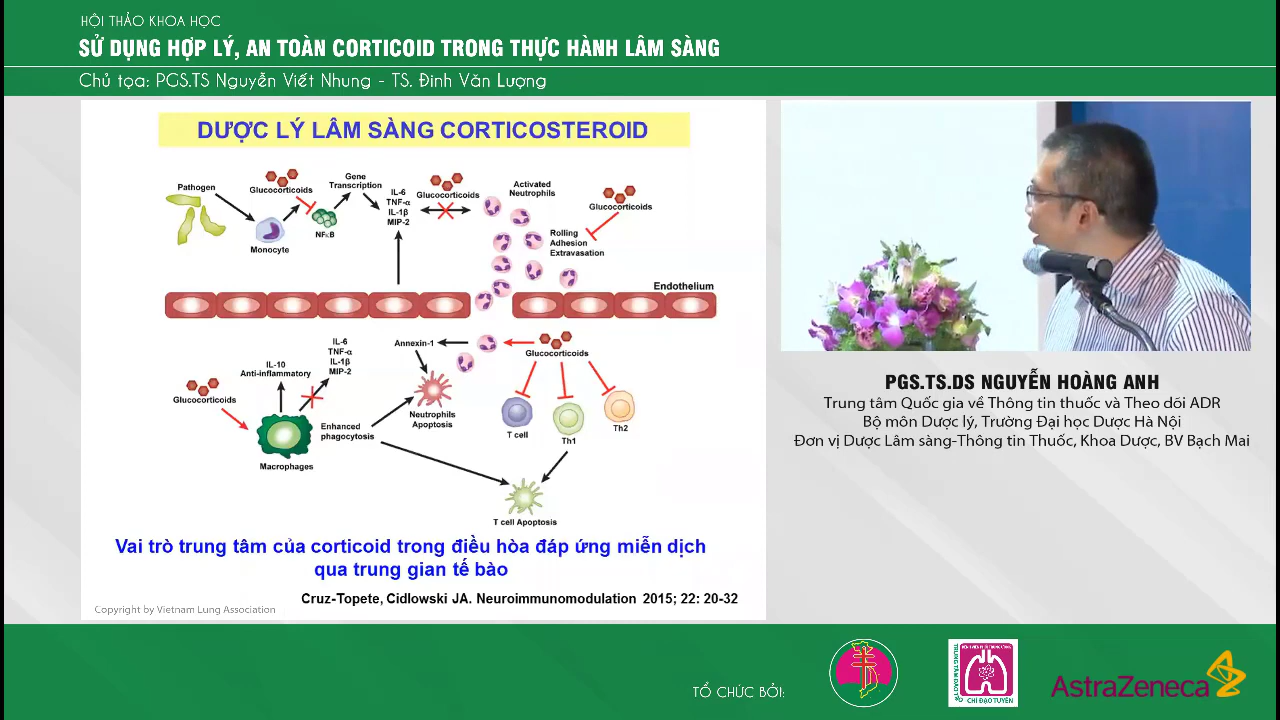 HỘI THẢO KHOA HỌC
SỬ DỤNG HỢP LÝ, AN TOÀN CORTICOID TRONG THỰC HÀNH LÂM SÀNG
Chủ tọa: PGS.TS Nguyễn Viết Nhung - TS. Đinh Văn Lượng
DƯỢC LÝ LÂM SÀNG CORTICOSTEROID
Pathogen
Glucocorticoids
Gene
Transcription
IL-6
TNF-α
IL-1β
MIP-2
Glucocorticoids
Activated
Neutrophils
Glucocorticoids
NFκB
Monocyte
Rolling
Adhesion
Extravasation
Endothelium
IL-6
TNF-α
IL-1β
MIP-2
Annexin-1
Glucocorticoids
IL-10
Anti-inflammatory
Glucocorticoids
Macrophages
Enhanced
phagocytosis
Neutrophils
Apoptosis
T cell
Th1
Th2
T cell Apoptosis
Vai trò trung tâm của corticoid trong điều hòa đáp ứng miễn dịch
qua trung gian tế bào
Cruz-Topete, Cidlowski JA. Neuroimmunomodulation 2015; 22: 20-32
Copyright by Vietnam Lung Association
PGS.TS.DS NGUYỄN HOÀNG ANH
Trung tâm Quốc gia về Thông tin thuốc và Theo dõi ADR
Bộ môn Dược lý, Trường Đại học Dược Hà Nội
Đơn vị Dược Lâm sàng-Thông tin Thuốc, Khoa Dược, BV Bạch Mai
TỔ CHỨC BỞI:
CHỈ ĐẠO TUYẾN
AstraZeneca